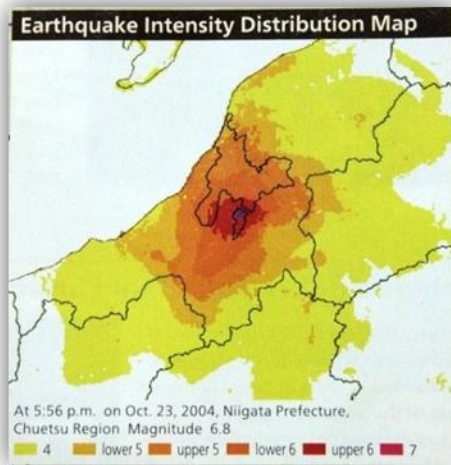 Earthquake Intensity Distribution Map
At 5:56 p.m. on Oct. 23, 2004, Niigata Prefecture,
Chuetsu Region Magnitude 6.8
4 lower 5 upper 5 lower 6 upper 6 7